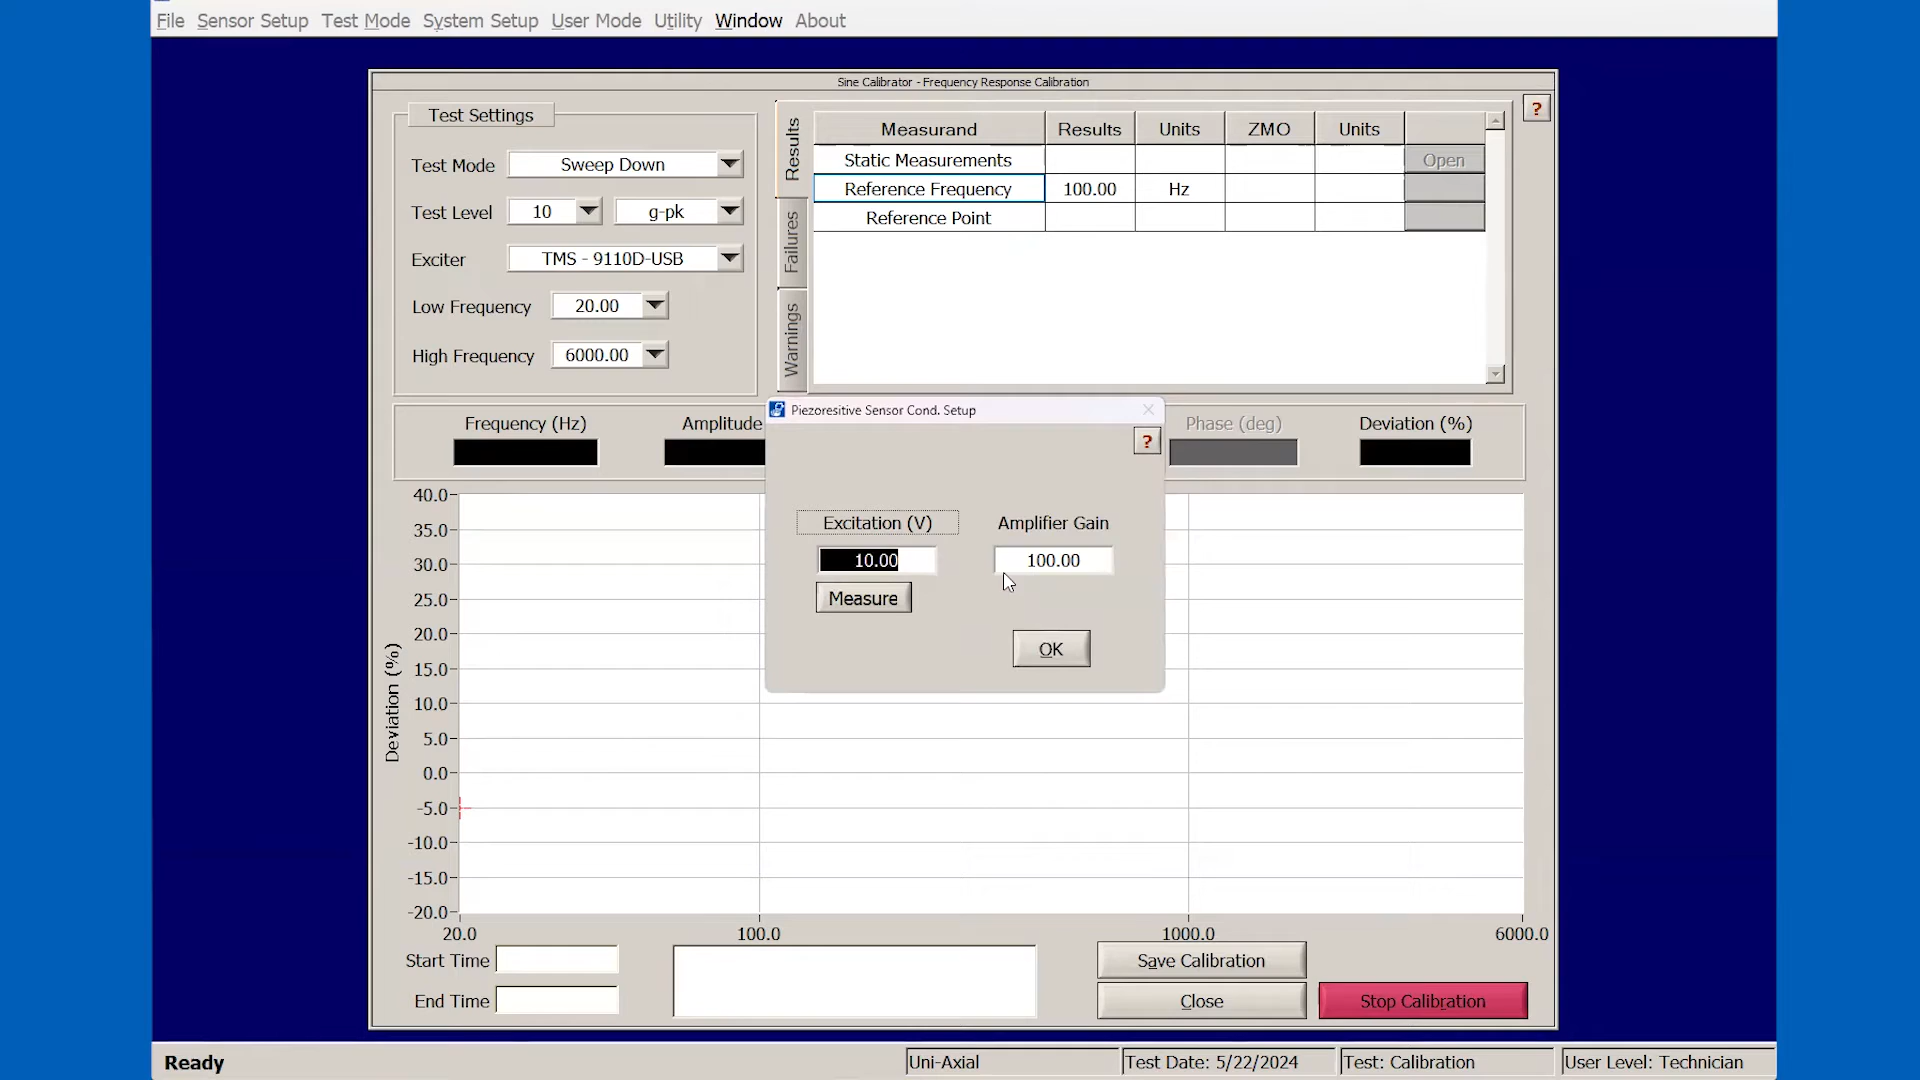 File Sensor Setup Test Mode System Setup User Mode Utility Window About
Sine Calibrator - Frequency Response Calibration
Test Settings
Test Mode Sweep Down
Test Level 10 g-pk
Exciter TMS - 9110D-USB
Low Frequency 20.00
High Frequency 6000.00
Results
Failures
Warnings
Measurand Results Units ZMO Units
Static Measurements Open
Reference Frequency 100.00 Hz
Reference Point
?
Frequency (Hz) Amplitude Phase (deg) Deviation (%)
Piezoresitive Sensor Cond. Setup
?
Excitation (V) Amplifier Gain
10.00 100.00
Measure
OK
Deviation (%)
40.0
35.0
30.0
25.0
20.0
15.0
10.0
5.0
0.0
-5.0
-10.0
-15.0
-20.0
20.0 100.0 1000.0 6000.0
Start Time
End Time
Save Calibration
Close
Stop Calibration
Ready Uni-Axial Test Date: 5/22/2024 Test: Calibration User Level: Technician